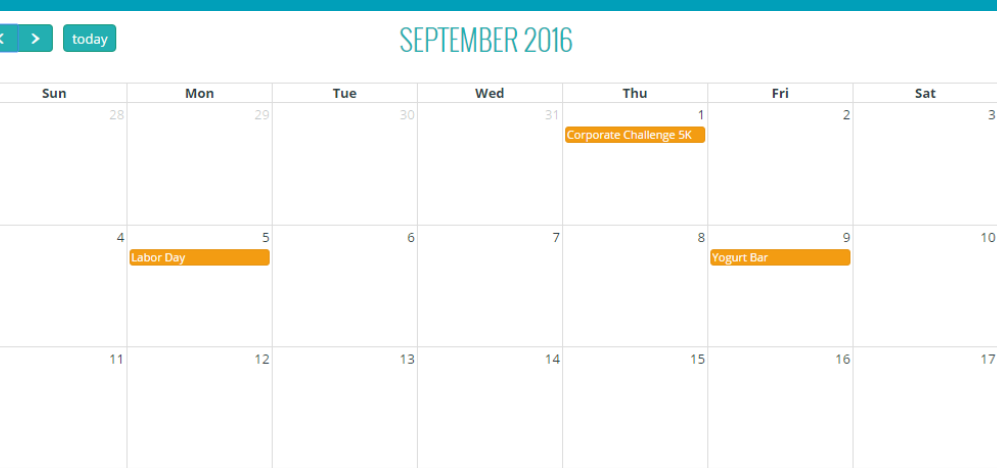 today
SEPTEMBER 2016
Sun Mon Tue Wed Thu Fri Sat
28 29 30 31 1 2 3
Corporate Challenge 5K
4 5 6 7 8 9 10
Labor Day Yogurt Bar
11 12 13 14 15 16 17